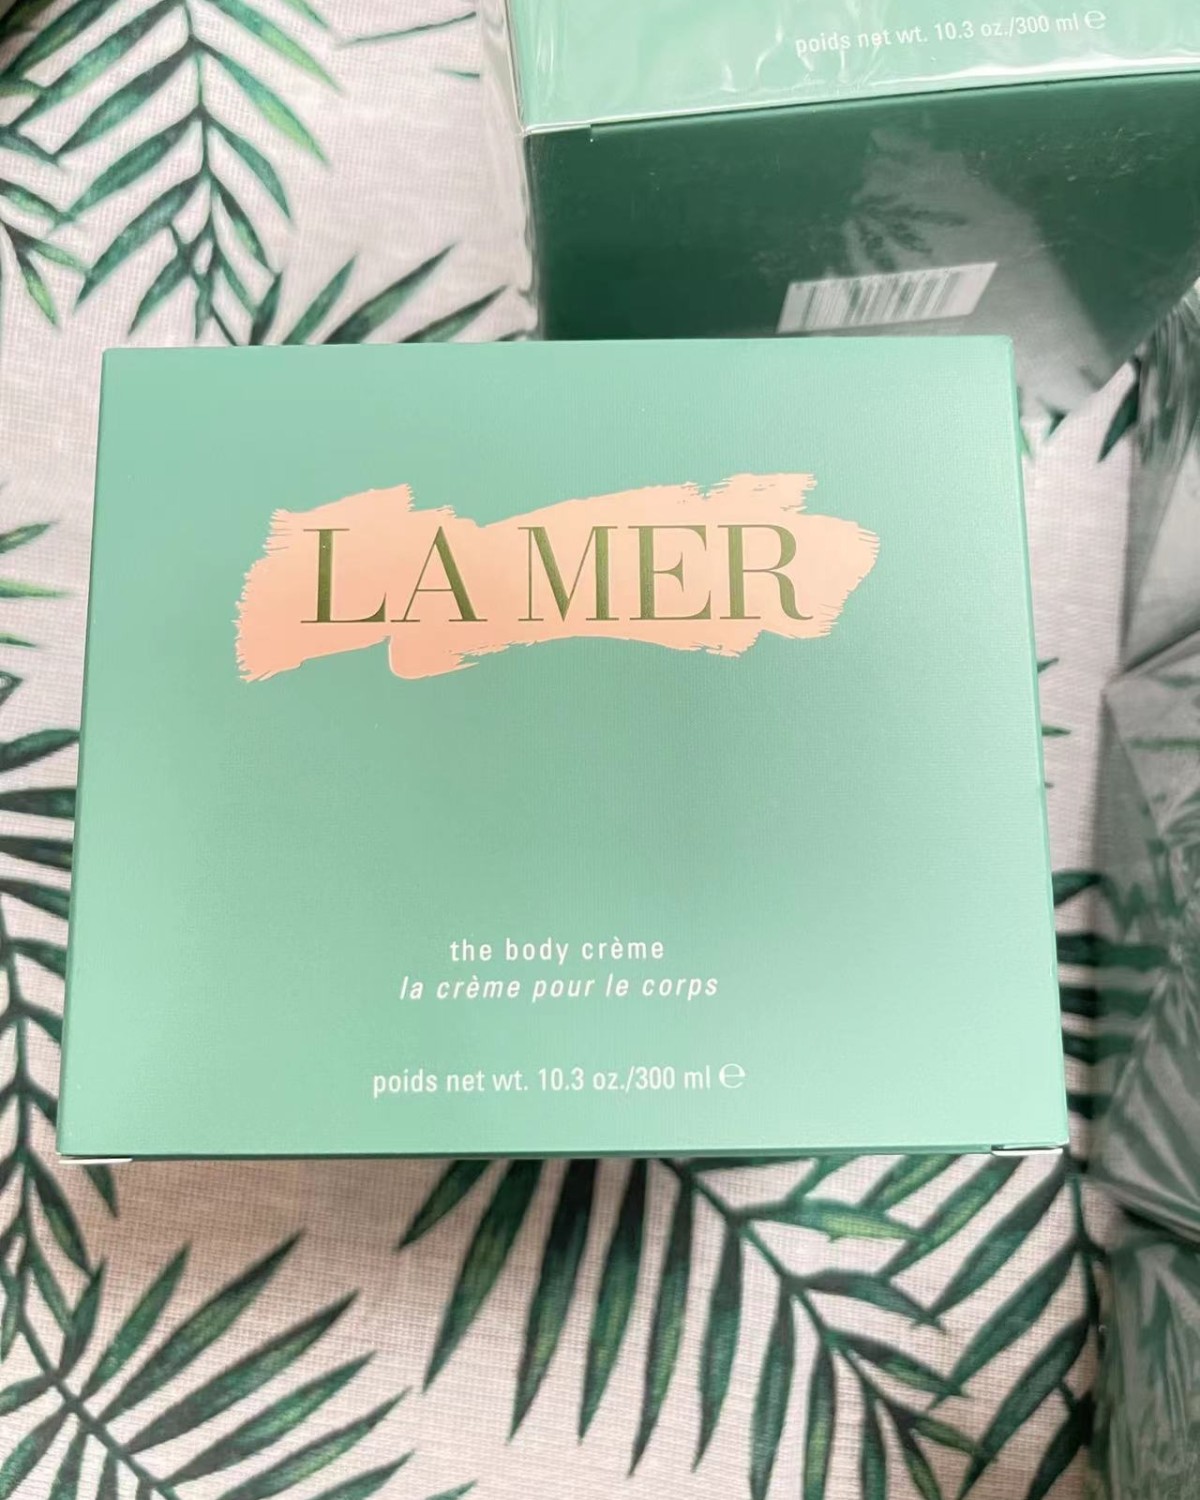 poids net wt. 10.3 oz./300 ml ℮
LA MER
the body crème
la crème pour le corps
poids net wt. 10.3 oz./300 ml ℮